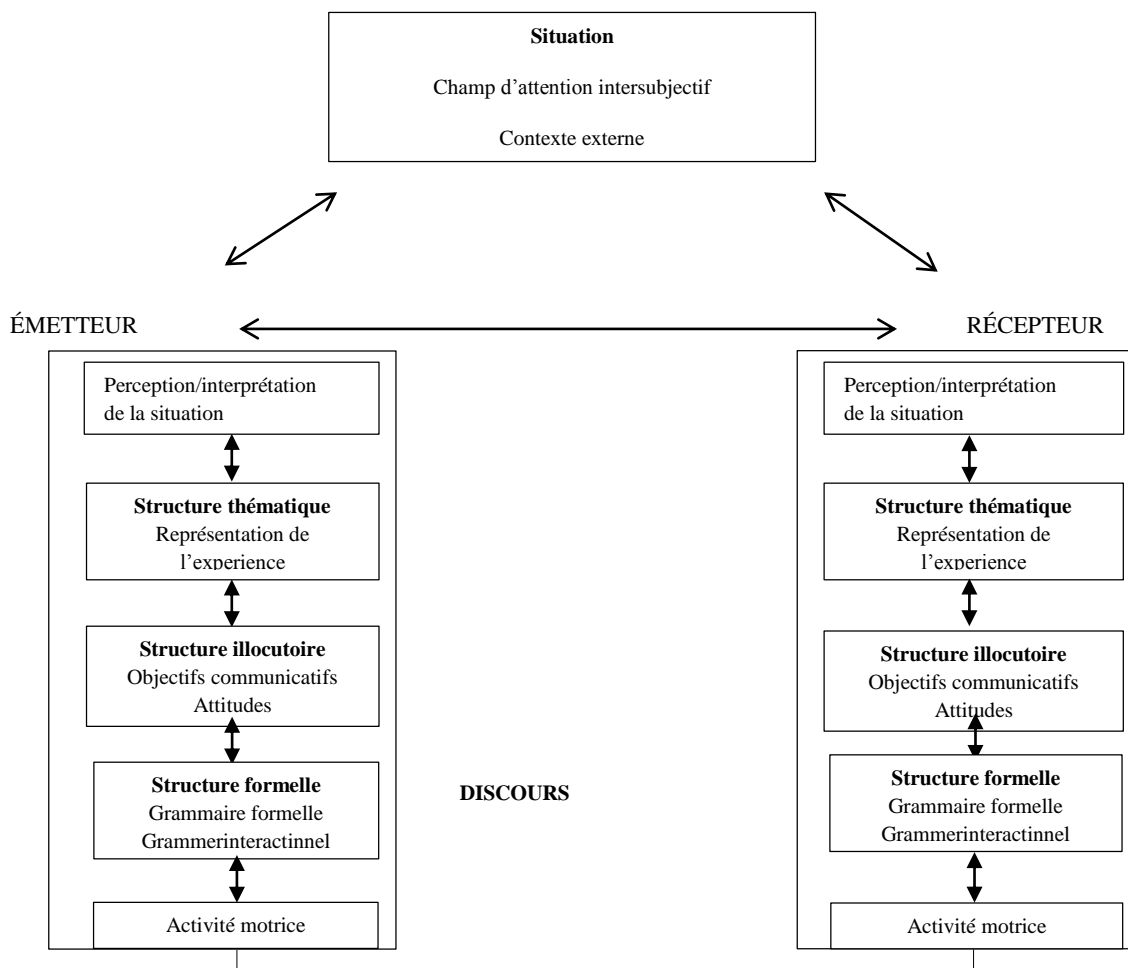 Situation
Champ d’attention intersubjectif
Contexte externe
ÉMETTEUR
RÉCEPTEUR
Perception/interprétation
de la situation
Structure thématique
Représentation de
l’experience
Structure illocutoire
Objectifs communicatifs
Attitudes
Structure formelle
Grammaire formelle
Grammerinteractinnel
Activité motrice
DISCOURS
Perception/interprétation
de la situation
Structure thématique
Représentation de
l’experience
Structure illocutoire
Objectifs communicatifs
Attitudes
Structure formelle
Grammaire formelle
Grammerinteractinnel
Activité motrice